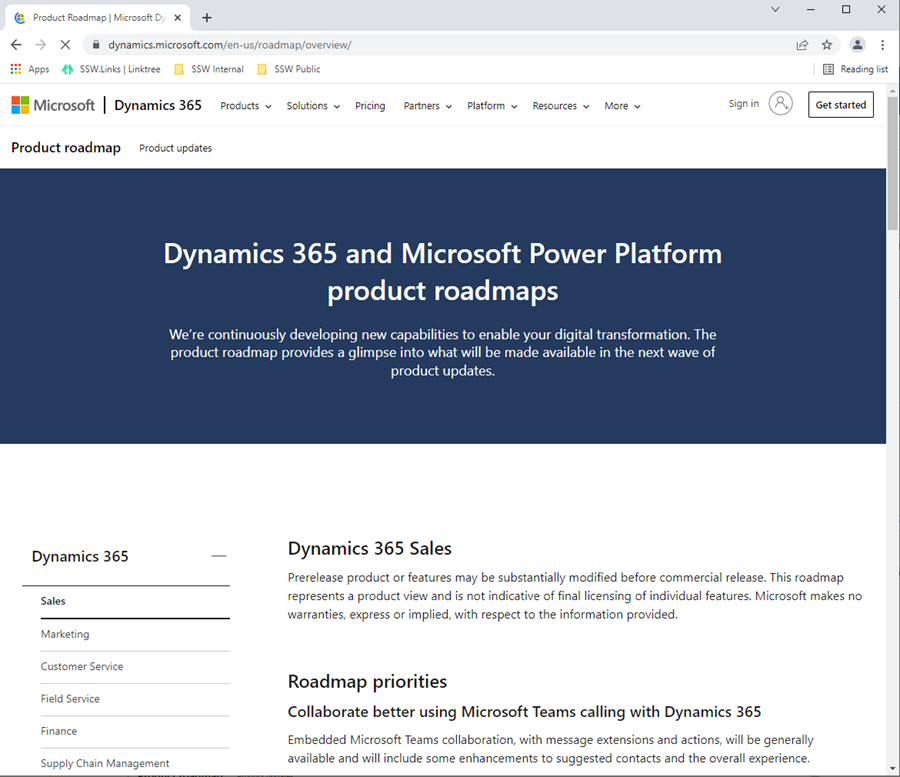 Product Roadmap | Microsoft Dy
dynamics.microsoft.com/en-us/roadmap/overview/
Apps SSW.Links | Linktree SSW Internal SSW Public Reading list
Microsoft Dynamics 365 Products Solutions Pricing Partners Platform Resources More Sign in Get started
Product roadmap Product updates
Dynamics 365 and Microsoft Power Platform
product roadmaps
We’re continuously developing new capabilities to enable your digital transformation. The
product roadmap provides a glimpse into what will be made available in the next wave of
product updates.
Dynamics 365
Sales
Marketing
Customer Service
Field Service
Finance
Supply Chain Management
Dynamics 365 Sales
Prerelease product or features may be substantially modified before commercial release. This roadmap
represents a product view and is not indicative of final licensing of individual features. Microsoft makes no
warranties, express or implied, with respect to the information provided.
Roadmap priorities
Collaborate better using Microsoft Teams calling with Dynamics 365
Embedded Microsoft Teams collaboration, with message extensions and actions, will be generally
available and will include some enhancements to suggested contacts and the overall experience.